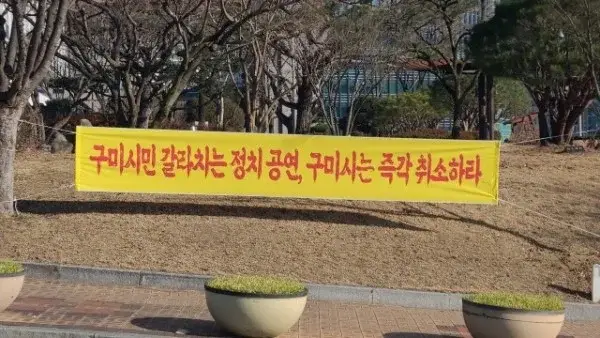 구미시민 갈라치는 정치 공연, 구미시는 즉각 취소하라